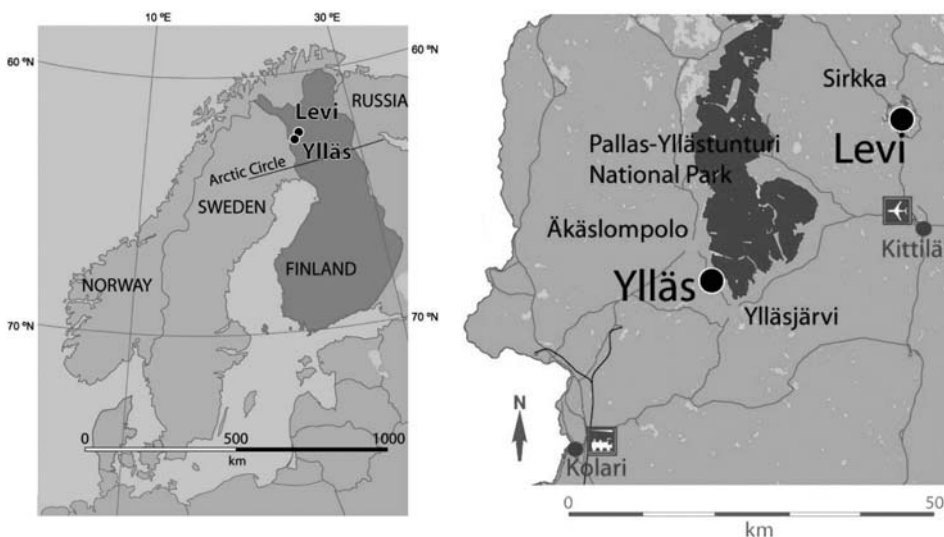 10 ºE
30 ºE
60 ºN
60 ºN
RUSSIA
Levi
Ylläs
Arctic Circle
SWEDEN
FINLAND
NORWAY
70 ºN
70 ºN
0
500
1000
km
Sirkka
Levi
Pallas-Yllästunturi
National Park
Äkäslompolo
Kittilä
Ylläs
Ylläsjärvi
N
Kolari
0
50
km